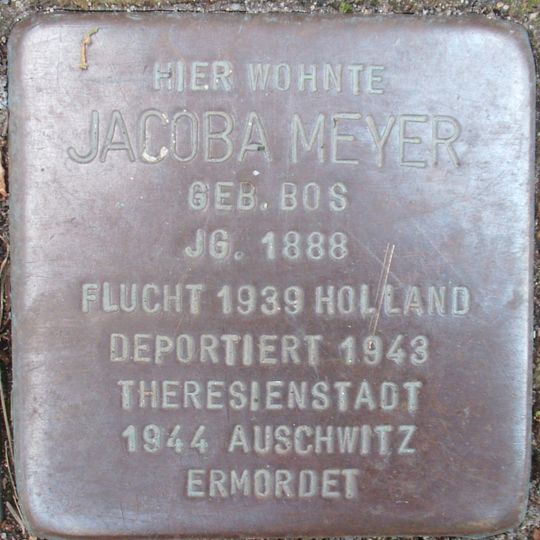 HIER WOHNTE
JACOBA MEYER
GEB. BOS
JG. 1888
FLUCHT 1939 HOLLAND
DEPORTIERT 1943
THERESIENSTADT
1944 AUSCHWITZ
ERMORDET